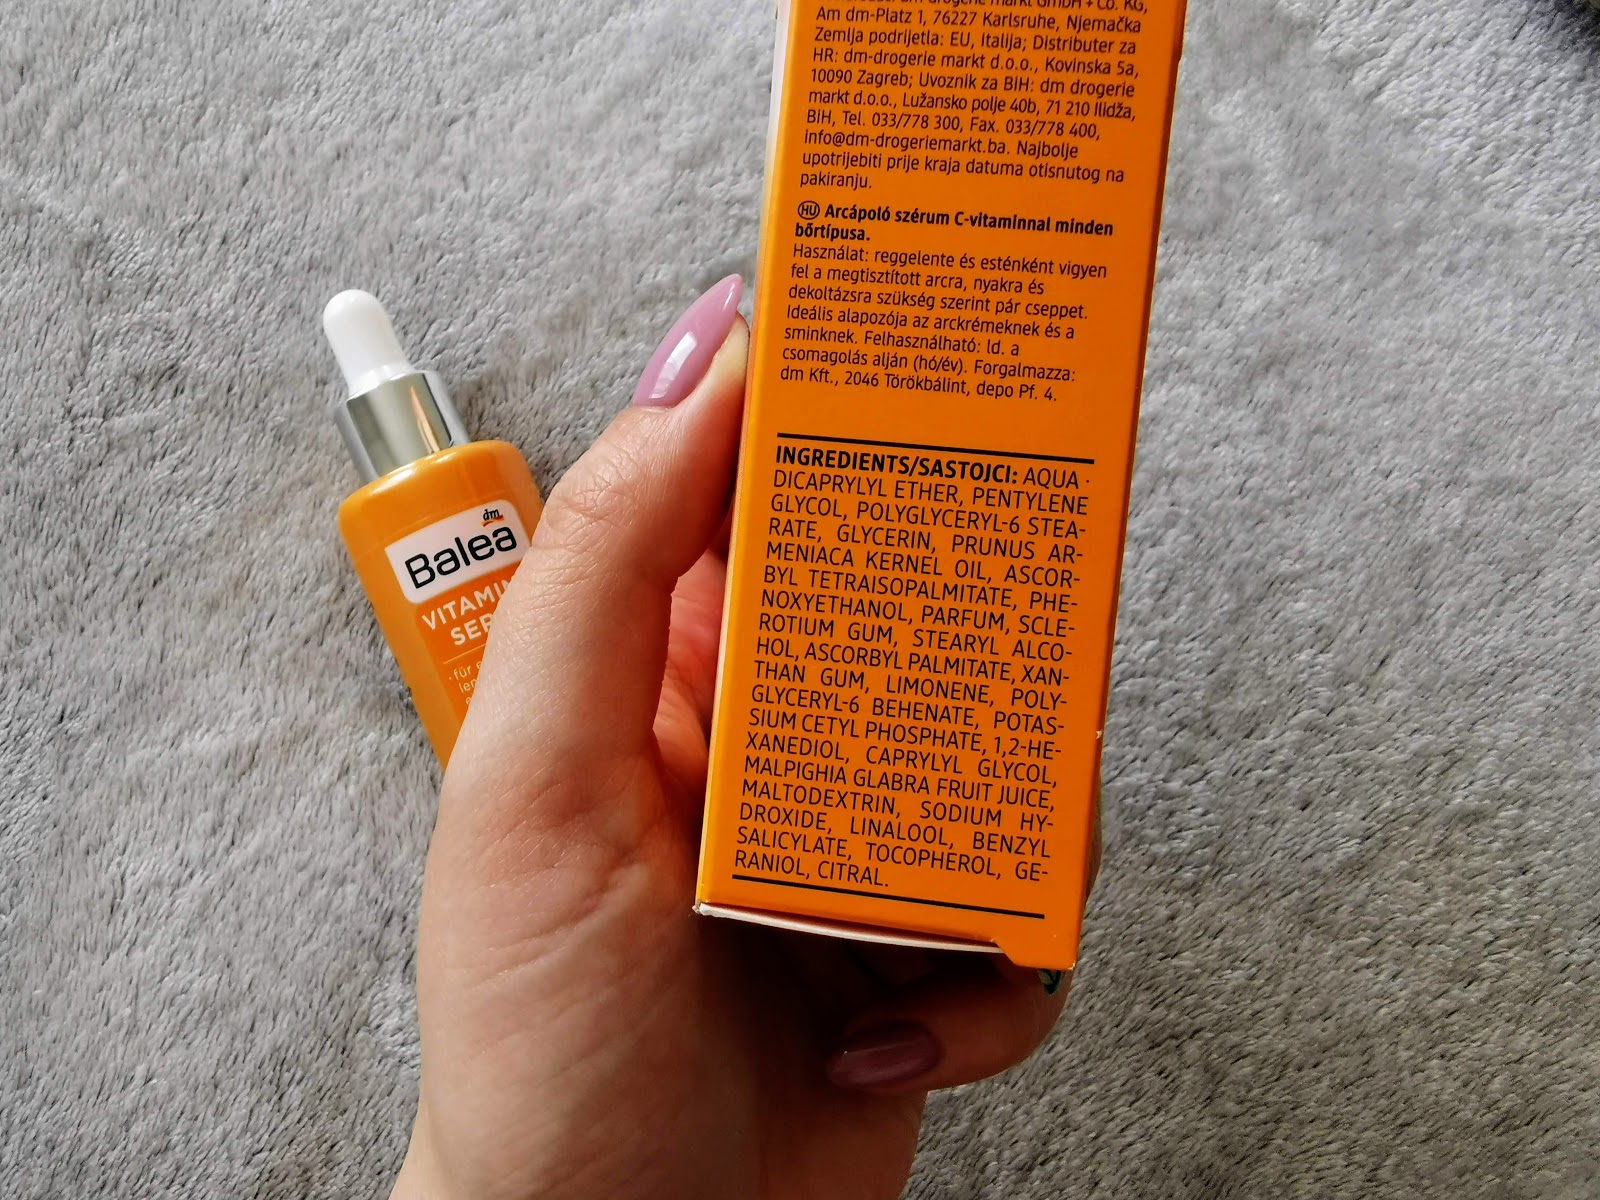 markt GmbH + Co. KG,
Am dm-Platz 1, 76227 Karlsruhe, Njemačka
Zemlja podrijetla: EU, Italija; Distributer za
HR: dm-drogerie markt d.o.o., Kovinska 5a,
10090 Zagreb; Uvoznik za BiH: dm drogerie
markt d.o.o., Lužansko polje 40b, 71 210 Ilidža,
BIH, Tel. 033/778 300, Fax. 033/778 400,
info@dm-drogeriemarkt.ba. Najbolje
upotrijebiti prije kraja datuma otisnutog na
pakiranju.
HU Arcápoló szérum C-vitaminnal minden
bőrtípusa.
Használat: reggelente és esténként vigyen
fel a megtisztított arcra, nyakra és
dekoltázsra szükség szerint pár cseppet.
Ideális alapozója az arckrémeknek és a
sminknek. Felhasználható: ld. a
csomagolás alján (hó/év). Forgalmazza:
dm Kft., 2046 Törökbálint, depo Pf. 4.
INGREDIENTS/SASTOJCI: AQUA ·
DICAPRYLYL ETHER, PENTYLENE
GLYCOL, POLYGLYCERYL-6 STEA-
RATE, GLYCERIN, PRUNUS AR-
MENIACA KERNEL OIL, ASCOR-
BYL TETRAISOPALMITATE, PHE-
NOXYETHANOL, PARFUM, SCLE-
ROTIUM GUM, STEARYL ALCO-
HOL, ASCORBYL PALMITATE, XAN-
THAN GUM, LIMONENE, POLY-
GLYCERYL-6 BEHENATE, POTAS-
SIUM CETYL PHOSPHATE, 1,2-HE-
XANEDIOL, CAPRYLYL GLYCOL,
MALPIGHIA GLABRA FRUIT JUICE,
MALTODEXTRIN, SODIUM HY-
DROXIDE, LINALOOL, BENZYL
SALICYLATE, TOCOPHEROL, GE-
RANIOL, CITRAL.
dm
Balea
VITAMIN
SER
· für